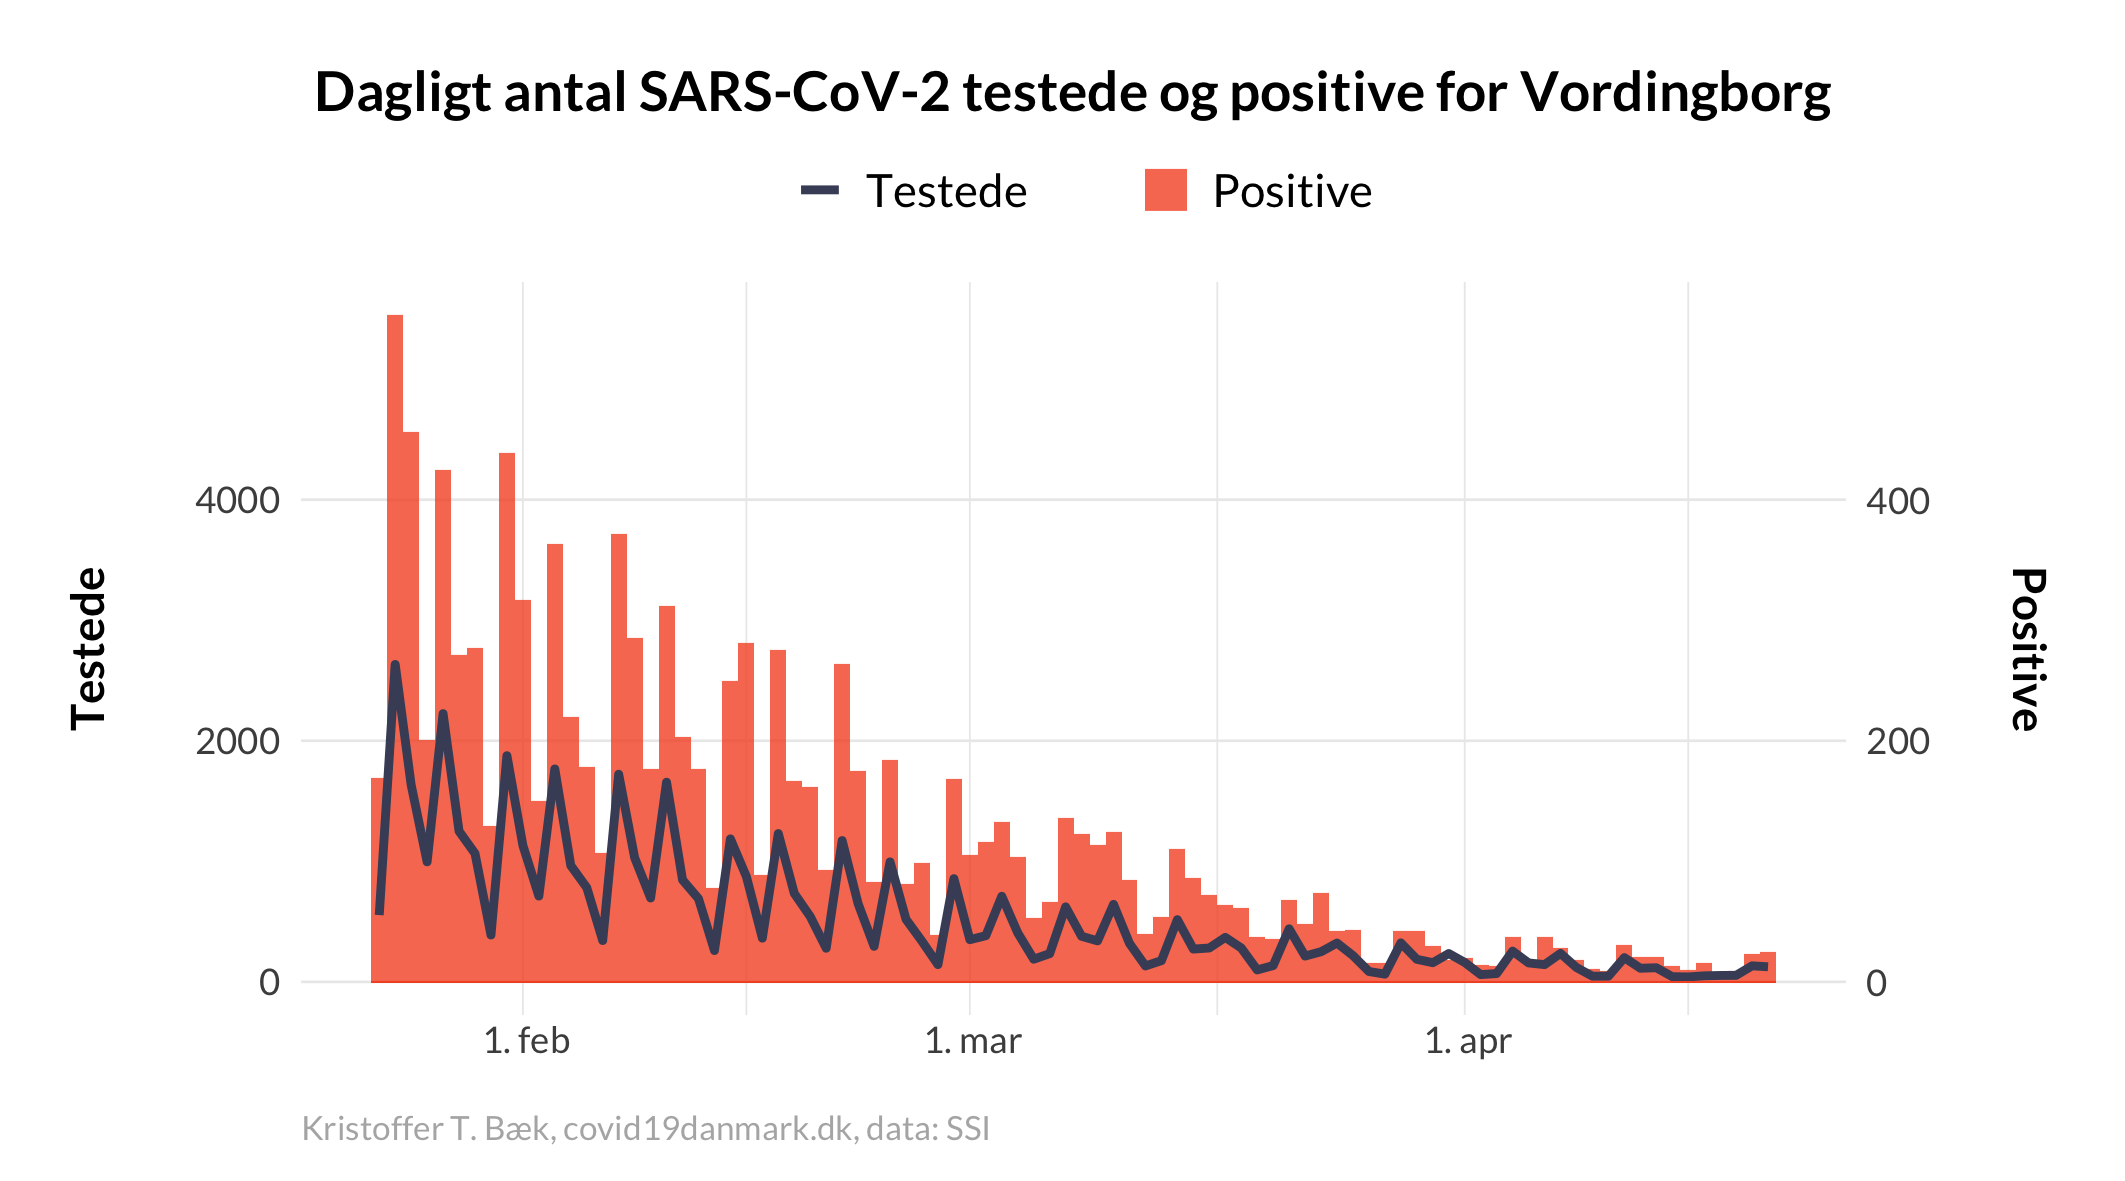 Dagligt antal SARS-CoV-2 testede og positive for Vordingborg
Testede
Positive
4000
2000
0
Testede
400
200
0
Positive
1. feb
1. mar
1. apr
Kristoffer T. Bæk, covid19danmark.dk, data: SSI